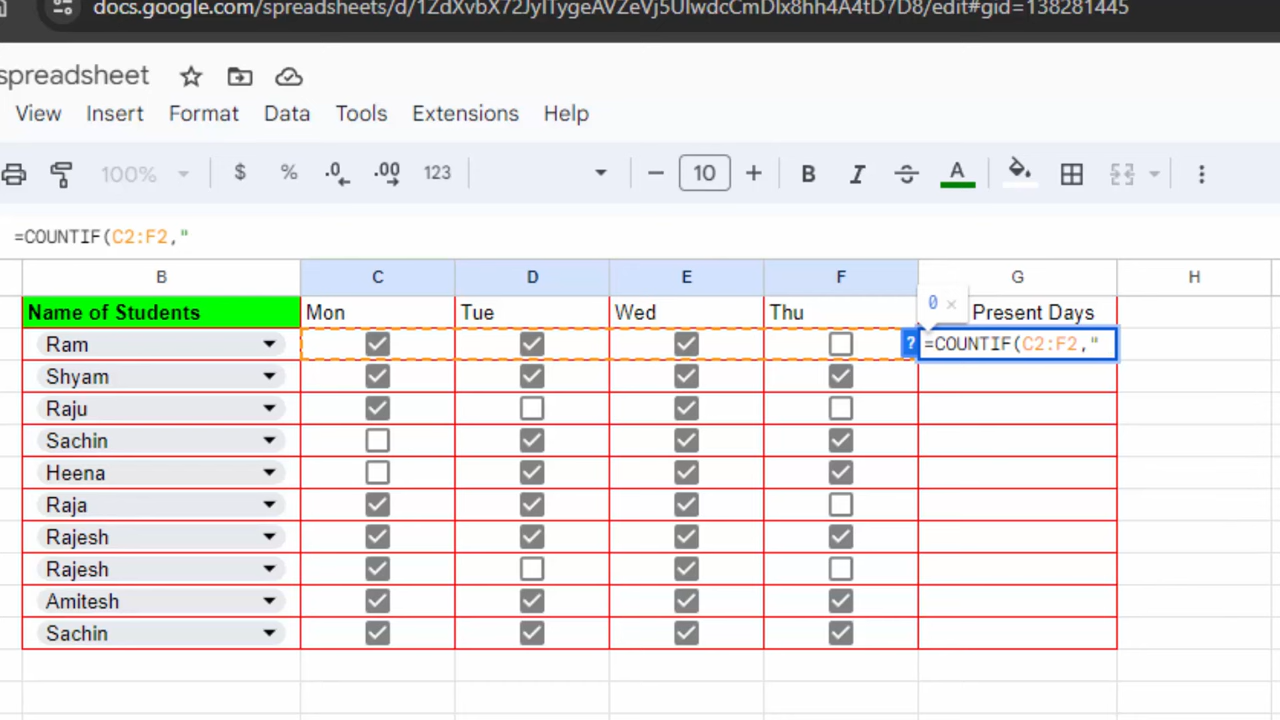 docs.google.com/spreadsheets/d/1ZdXvbX72JyITygeAVZeVj5UIwdcCmDIx8hh4A4tD7D8/edit#gid=138281445
spreadsheet
View Insert Format Data Tools Extensions Help
100% $ % .0 .00 123 10 B I S A
=COUNTIF(C2:F2,"
B C D E F G H
Name of Students Mon Tue Wed Thu 0 × Present Days
Ram ? =COUNTIF(C2:F2,"
Shyam
Raju
Sachin
Heena
Raja
Rajesh
Rajesh
Amitesh
Sachin